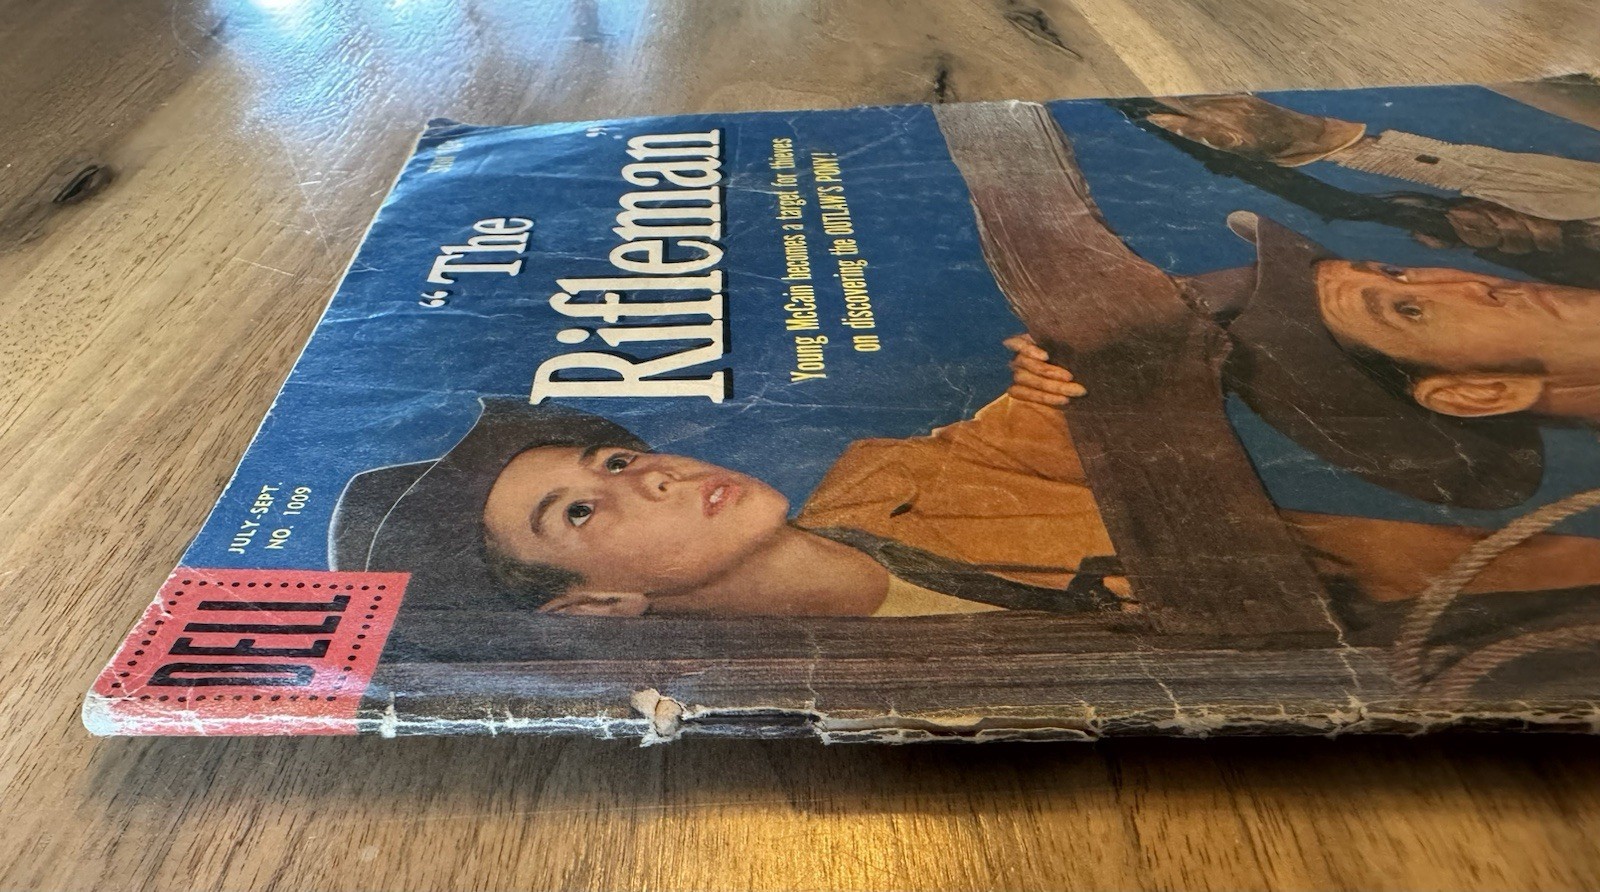 DELL
JULY-SEPT.
NO. 1009
“The
Rifleman”
Young McCain becomes a target for thieves
on discovering the OUTLAW'S PONY!